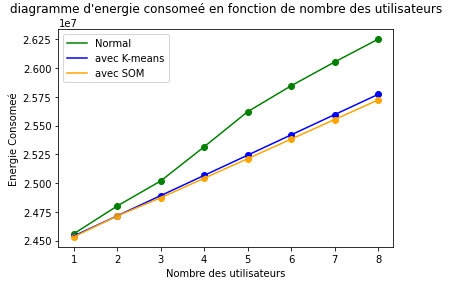 diagramme d'energie consomeé en fonction de nombre des utilisateurs
1e7
Normal
avec K-means
avec SOM
2.625
2.600
2.575
2.550
2.525
2.500
2.475
2.450
Energie Consomeé
1 2 3 4 5 6 7 8
Nombre des utilisateurs